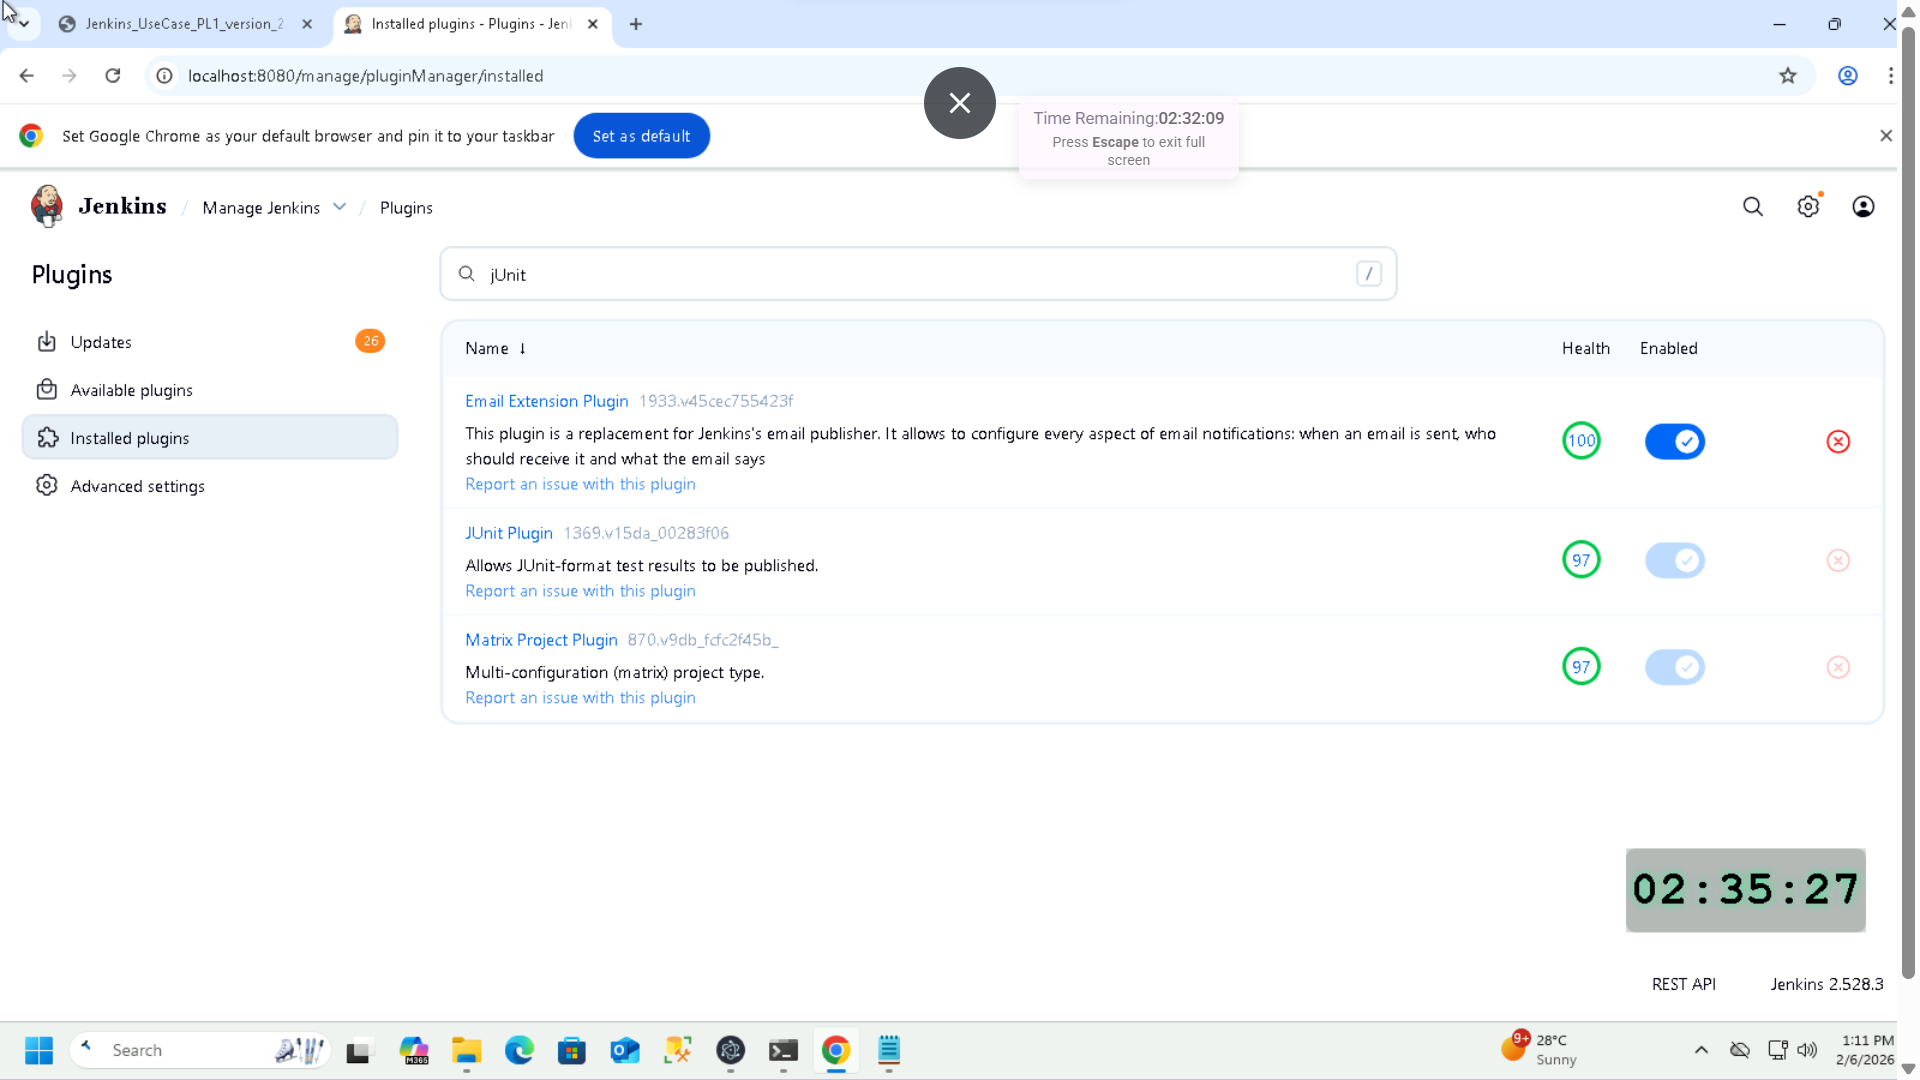 Jenkins_UseCase_PL1_version_2
Installed plugins - Plugins - Jen
localhost:8080/manage/pluginManager/installed
Set Google Chrome as your default browser and pin it to your taskbar
Set as default
Time Remaining:02:32:09
Press Escape to exit full
screen
Jenkins / Manage Jenkins / Plugins
Plugins
jUnit
/
Updates
26
Available plugins
Installed plugins
Advanced settings
Name ↓
Health
Enabled
Email Extension Plugin 1933.v45cec755423f
This plugin is a replacement for Jenkins's email publisher. It allows to configure every aspect of email notifications: when an email is sent, who
should receive it and what the email says
Report an issue with this plugin
100
JUnit Plugin 1369.v15da_00283f06
Allows JUnit-format test results to be published.
Report an issue with this plugin
97
Matrix Project Plugin 870.v9db_fcfc2f45b_
Multi-configuration (matrix) project type.
Report an issue with this plugin
97
02:35:27
REST API
Jenkins 2.528.3
Search
M365
9+
28°C
Sunny
1:11 PM
2/6/2026